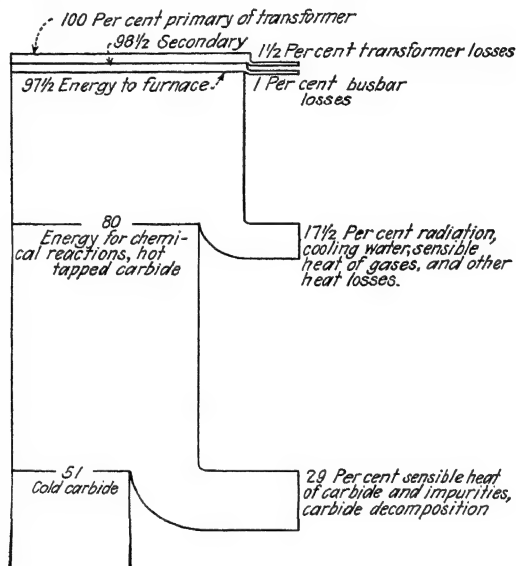 100 Per cent primary of transformer
98½ Secondary
1½ Per cent transformer losses
97½ Energy to furnace
1 Per cent busbar
losses
80
Energy for chemi-
cal reactions, hot
tapped carbide
17½ Per cent radiation,
cooling water, sensible
heat of gases, and other
heat losses.
51
Cold carbide
29 Per cent sensible heat
of carbide and impurities,
carbide decomposition